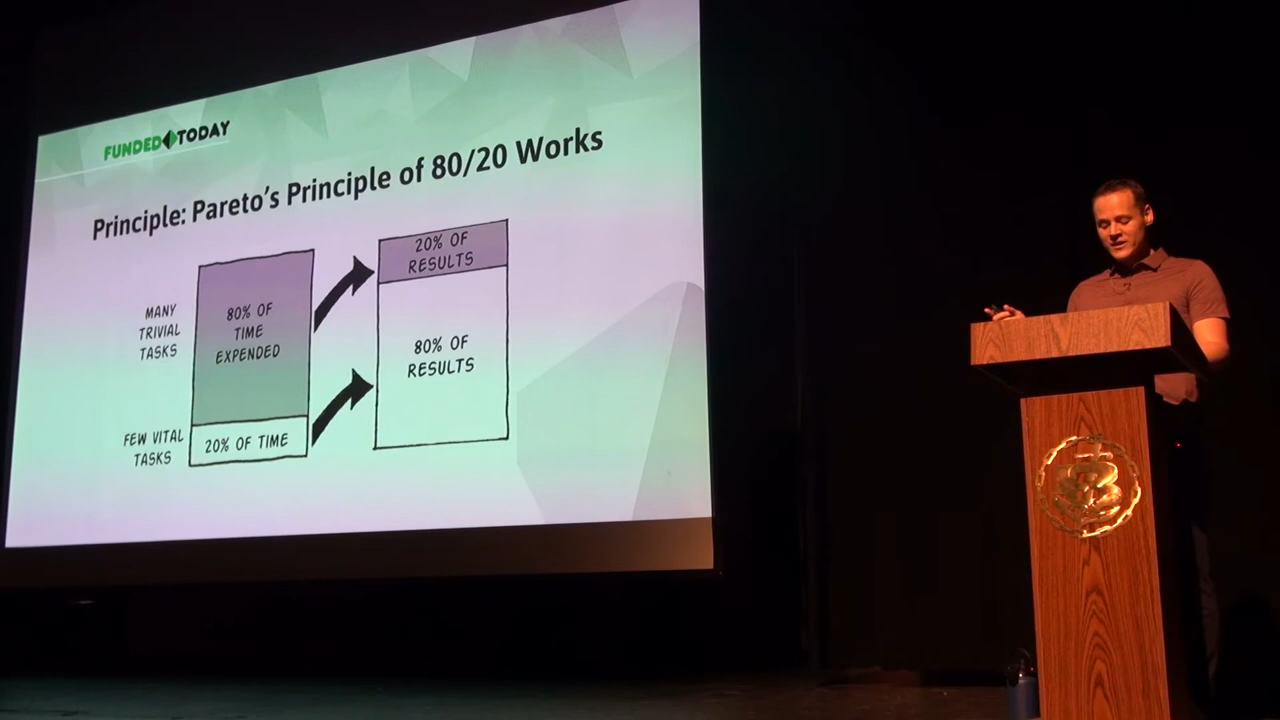 FUNDED TODAY
Principle: Pareto's Principle of 80/20 Works
MANY
TRIVIAL
TASKS
80% OF
TIME
EXPENDED
20% OF
RESULTS
80% OF
RESULTS
FEW VITAL
TASKS
20% OF TIME